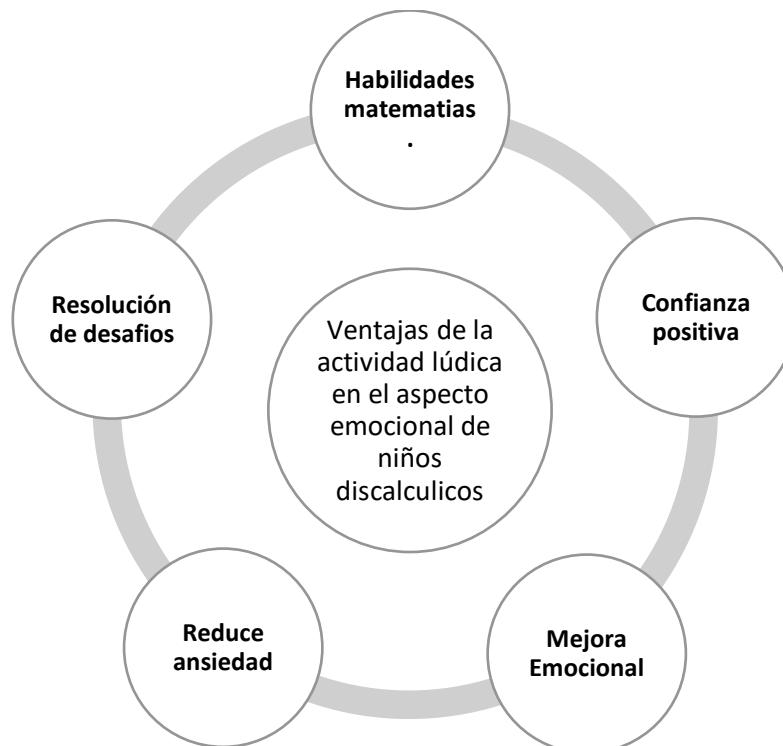 Habilidades
matematias
.
Confianza
positiva
Mejora
Emocional
Reduce
ansiedad
Resolución
de desafios
Ventajas de la
actividad lúdica
en el aspecto
emocional de
niños
discalculicos